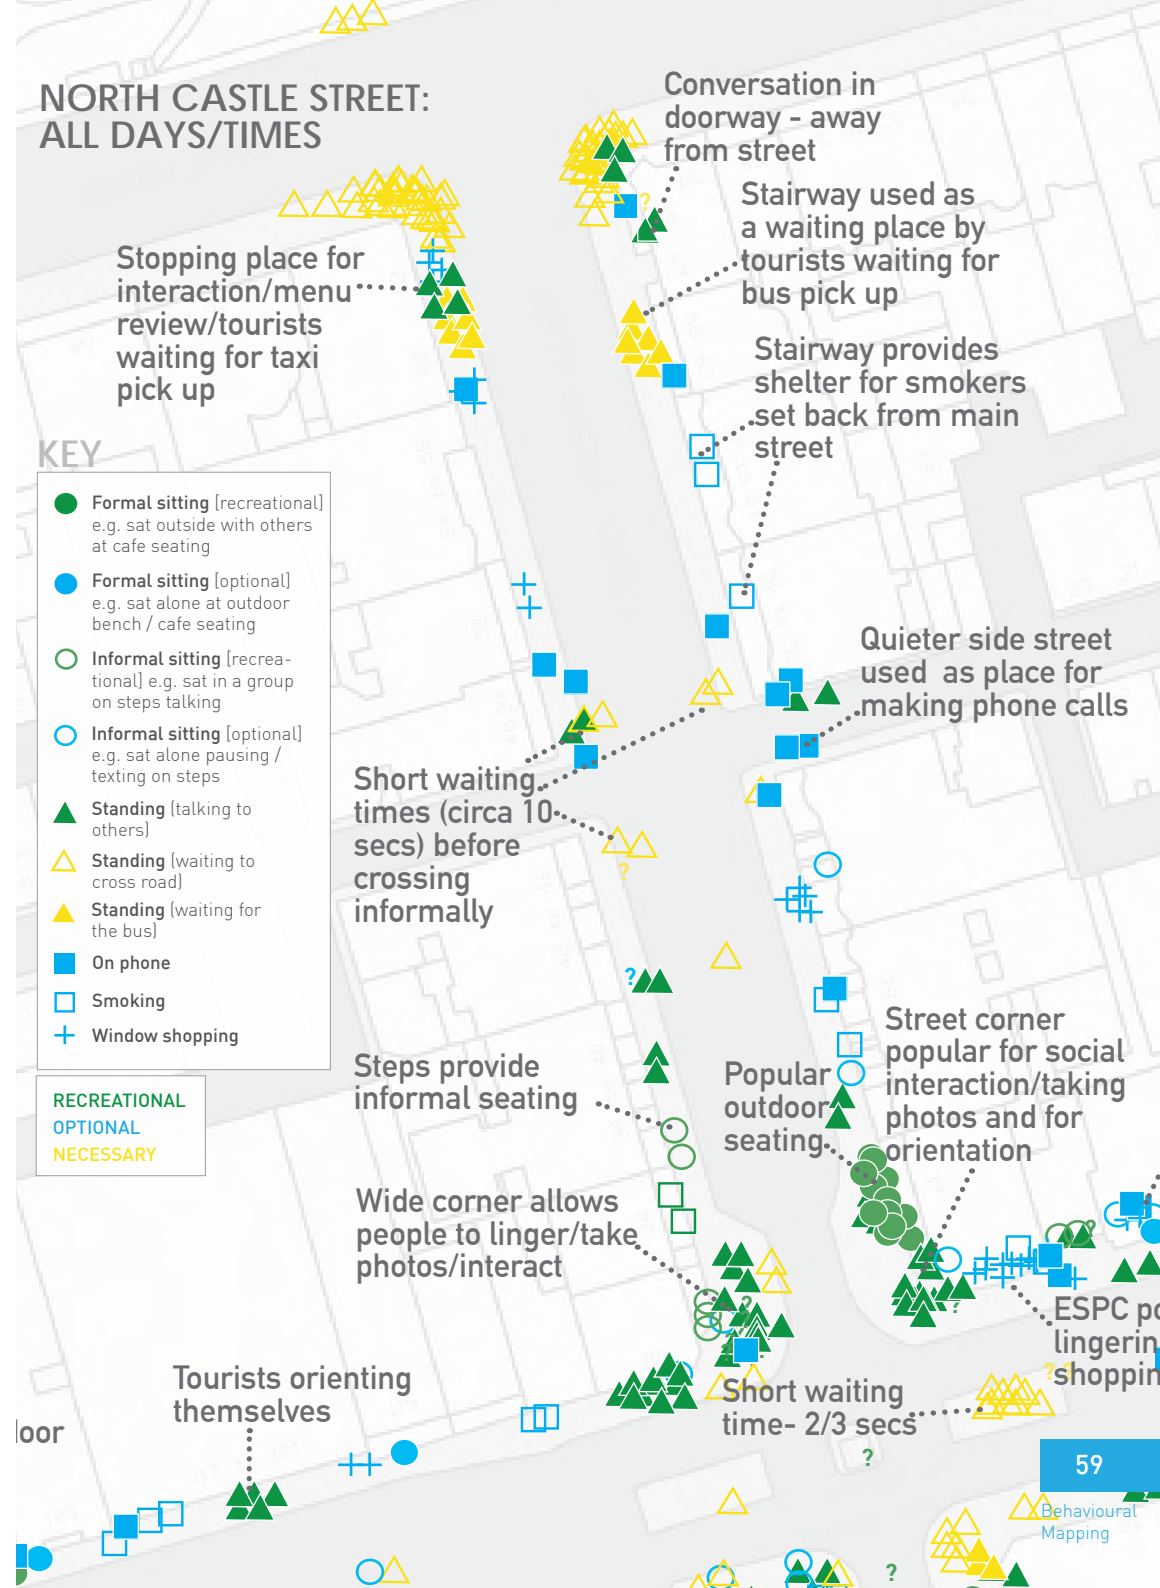 NORTH CASTLE STREET:
ALL DAYS/TIMES
Conversation in
doorway - away
from street
Stairway used as
a waiting place by
tourists waiting for
bus pick up
Stopping place for
interaction/menu
review/tourists
waiting for taxi
pick up
Stairway provides
shelter for smokers
set back from main
street
KEY
Formal sitting [recreational]
e.g. sat outside with others
at cafe seating
Formal sitting [optional]
e.g. sat alone at outdoor
bench / cafe seating
Informal sitting [recrea-
tional] e.g. sat in a group
on steps talking
Informal sitting [optional]
e.g. sat alone pausing /
texting on steps
Standing (talking to
others)
Standing (waiting to
cross road)
Standing (waiting for
the bus)
On phone
Smoking
Window shopping
RECREATIONAL
OPTIONAL
NECESSARY
Quieter side street
used as place for
making phone calls
Short waiting
times (circa 10
secs) before
crossing
informally
Steps provide
informal seating
Popular
outdoor
seating
Street corner
popular for social
interaction/taking
photos and for
orientation
Wide corner allows
people to linger/take
photos/interact
ESPC po
lingerin
shoppin
Tourists orienting
themselves
Short waiting
time- 2/3 secs
loor
59
Behavioural
Mapping